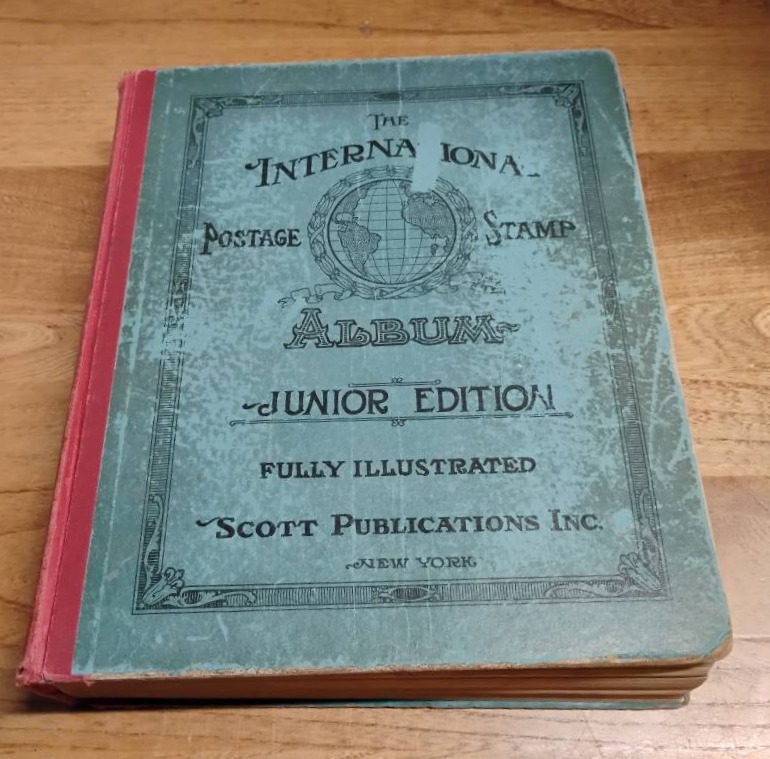 THE
INTERNA IONA
POSTAGE STAMP
ALBUM
JUNIOR EDITION
FULLY ILLUSTRATED
SCOTT PUBLICATIONS INC.
NEW YORK